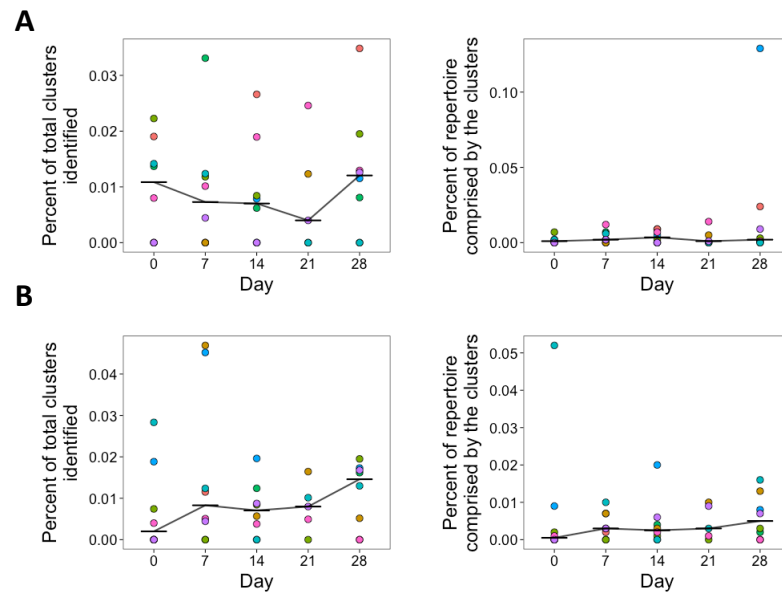 A
Percent of total clusters
identified
0.03
0.02
0.01
0.00
0
7
14
21
28
Day
Percent of repertoire
comprised by the clusters
0.10
0.05
0.00
0
7
14
21
28
Day
B
Percent of total clusters
identified
0.04
0.03
0.02
0.01
0.00
0
7
14
21
28
Day
Percent of repertoire
comprised by the clusters
0.05
0.04
0.03
0.02
0.01
0.00
0
7
14
21
28
Day